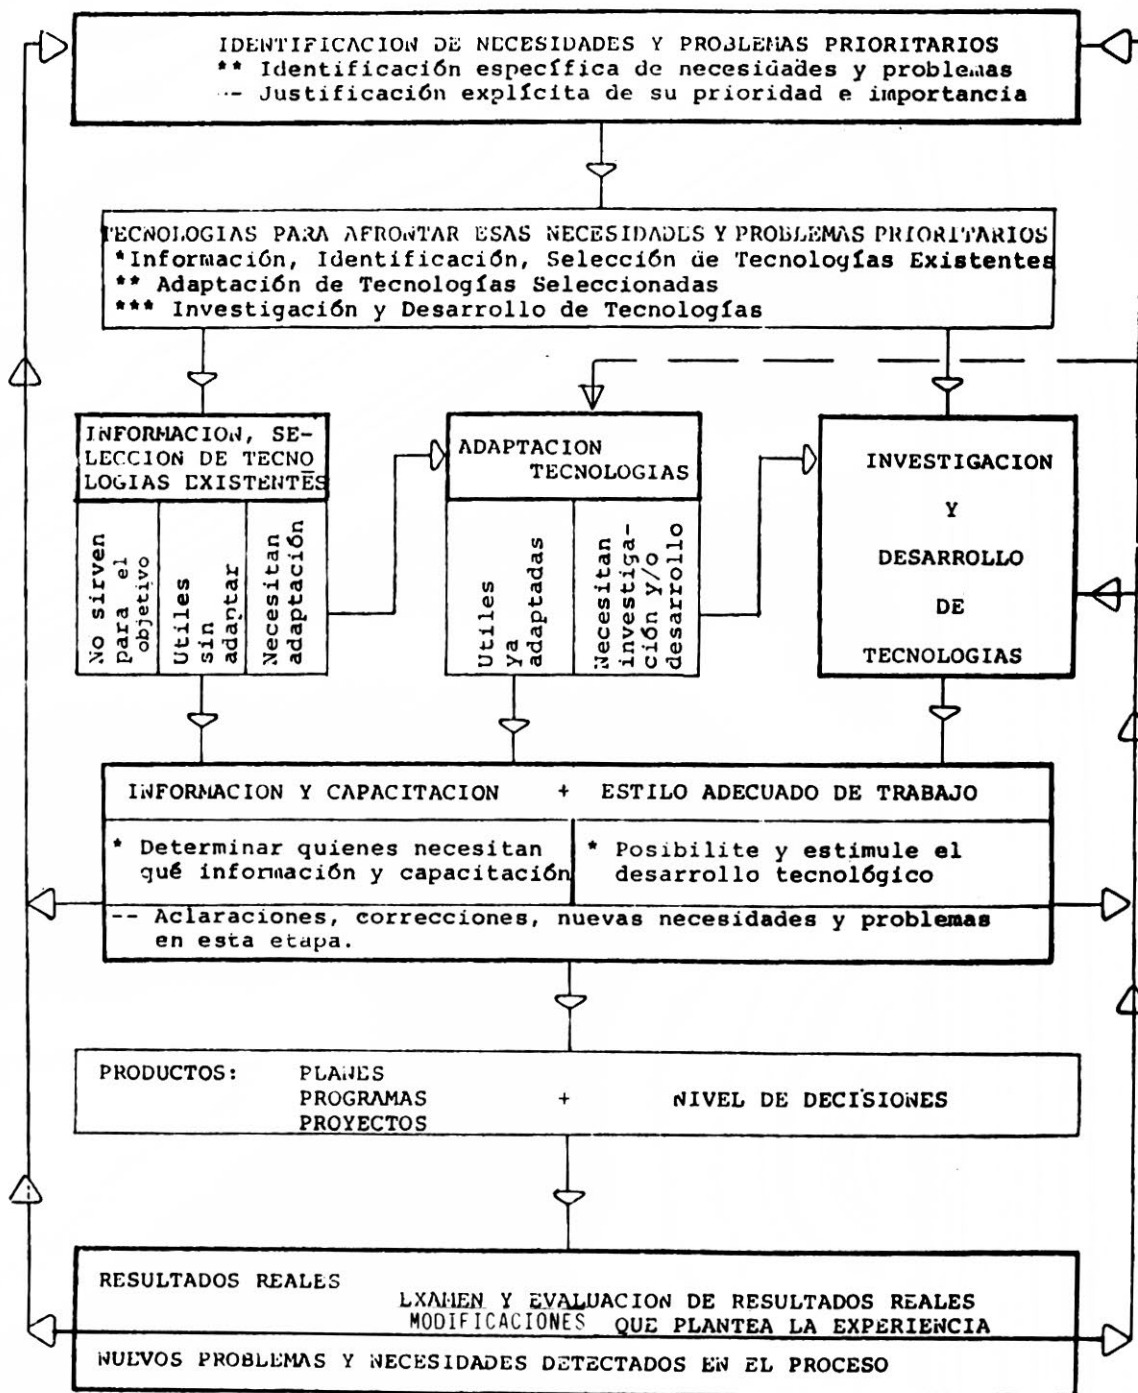 IDENTIFICACION DE NECESIDADES Y PROBLEMAS PRIORITARIOS
** Identificación específica de necesidades y problemas
-- Justificación explícita de su prioridad e importancia
TECNOLOGIAS PARA AFRONTAR ESAS NECESIDADES Y PROBLEMAS PRIORITARIOS
*Información, Identificación, Selección de Tecnologías Existentes
** Adaptación de Tecnologías Seleccionadas
*** Investigación y Desarrollo de Tecnologías
INFORMACION, SE-
LECCION DE TECNO
LOGIAS EXISTENTES
No sirven
para el
objetivo
Utiles
sin
adaptar
Necesitan
adaptación
ADAPTACION
TECNOLOGIAS
Utiles
ya
adaptadas
Necesitan
investiga-
ción y/o
desarrollo
INVESTIGACION
Y
DESARROLLO
DE
TECNOLOGIAS
INFORMACION Y CAPACITACION + ESTILO ADECUADO DE TRABAJO
* Determinar quienes necesitan
qué información y capacitación
* Posibilite y estimule el
desarrollo tecnológico
-- Aclaraciones, correcciones, nuevas necesidades y problemas
en esta etapa.
PRODUCTOS: PLANES
PROGRAMAS + NIVEL DE DECISIONES
PROYECTOS
RESULTADOS REALES
EXAMEN Y EVALUACION DE RESULTADOS REALES
MODIFICACIONES QUE PLANTEA LA EXPERIENCIA
NUEVOS PROBLEMAS Y NECESIDADES DETECTADOS EN EL PROCESO